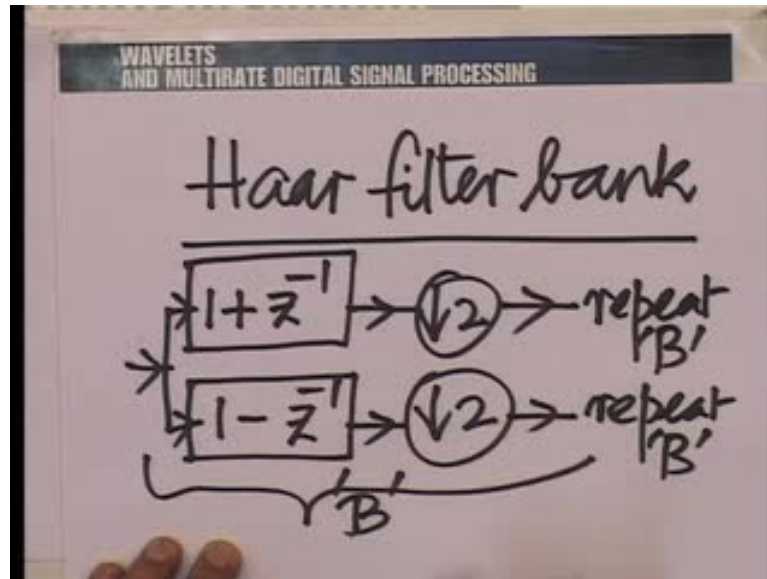 WAVELETS
AND MULTIRATE DIGITAL SIGNAL PROCESSING
Haar filter bank
1 + z⁻¹ ↓2 repeat 'B'
1 - z⁻¹ ↓2 repeat 'B'
'B'